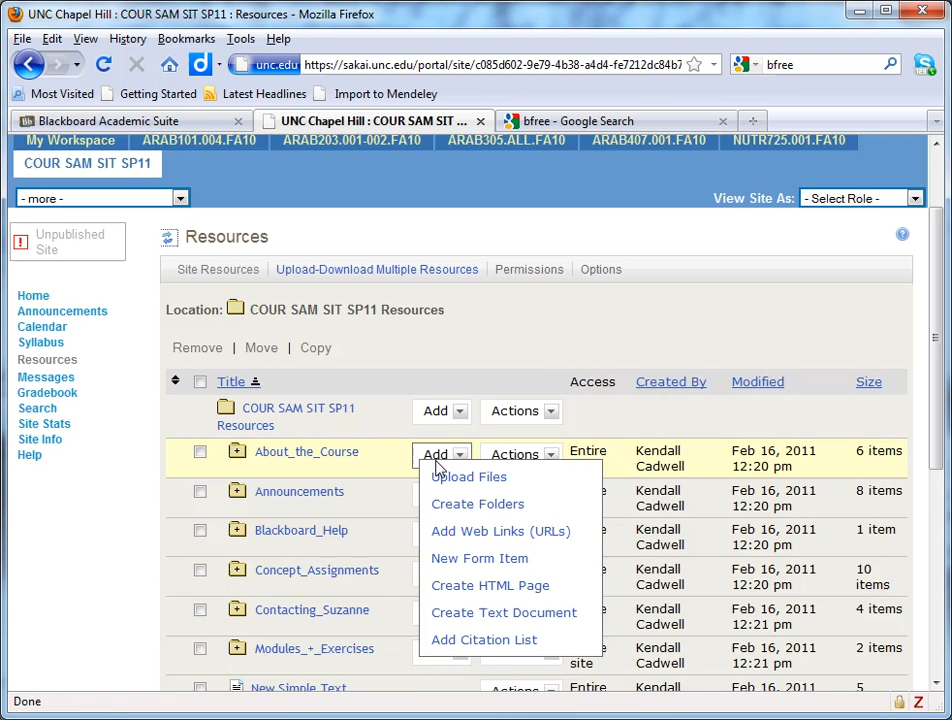 UNC Chapel Hill : COUR SAM SIT SP11 : Resources - Mozilla Firefox
File Edit View History Bookmarks Tools Help
unc.edu https://sakai.unc.edu/portal/site/c085d602-9e79-4b38-a4d4-fe7212dc84b7 bfree
Most Visited Getting Started Latest Headlines Import to Mendeley
Bb Blackboard Academic Suite UNC Chapel Hill : COUR SAM SIT ... bfree - Google Search
My Workspace ARAB101.004.FA10 ARAB203.001-002.FA10 ARAB305.ALL.FA10 ARAB407.001.FA10 NUTR725.001.FA10
COUR SAM SIT SP11
- more - View Site As: - Select Role -
Unpublished
Site
Resources
Site Resources Upload-Download Multiple Resources Permissions Options
Home
Announcements
Calendar
Syllabus
Resources
Messages
Gradebook
Search
Site Stats
Site Info
Help
Location: COUR SAM SIT SP11 Resources
Remove | Move | Copy
Title Access Created By Modified Size
COUR SAM SIT SP11 Add Actions
Resources
About_the_Course Add Actions Entire Kendall Feb 16, 2011 6 items
Cadwell 12:20 pm
Announcements Kendall Feb 16, 2011 8 items
Cadwell 12:20 pm
Blackboard_Help Kendall Feb 16, 2011 1 item
Cadwell 12:20 pm
Concept_Assignments Kendall Feb 16, 2011 10
Cadwell 12:20 pm items
Contacting_Suzanne Kendall Feb 16, 2011 4 items
Cadwell 12:21 pm
Modules_+_Exercises Kendall Feb 16, 2011 2 items
site Cadwell 12:21 pm
New Simple Text Actions Entire Kendall Feb 16, 2011 5
Upload Files
Create Folders
Add Web Links (URLs)
New Form Item
Create HTML Page
Create Text Document
Add Citation List
Done